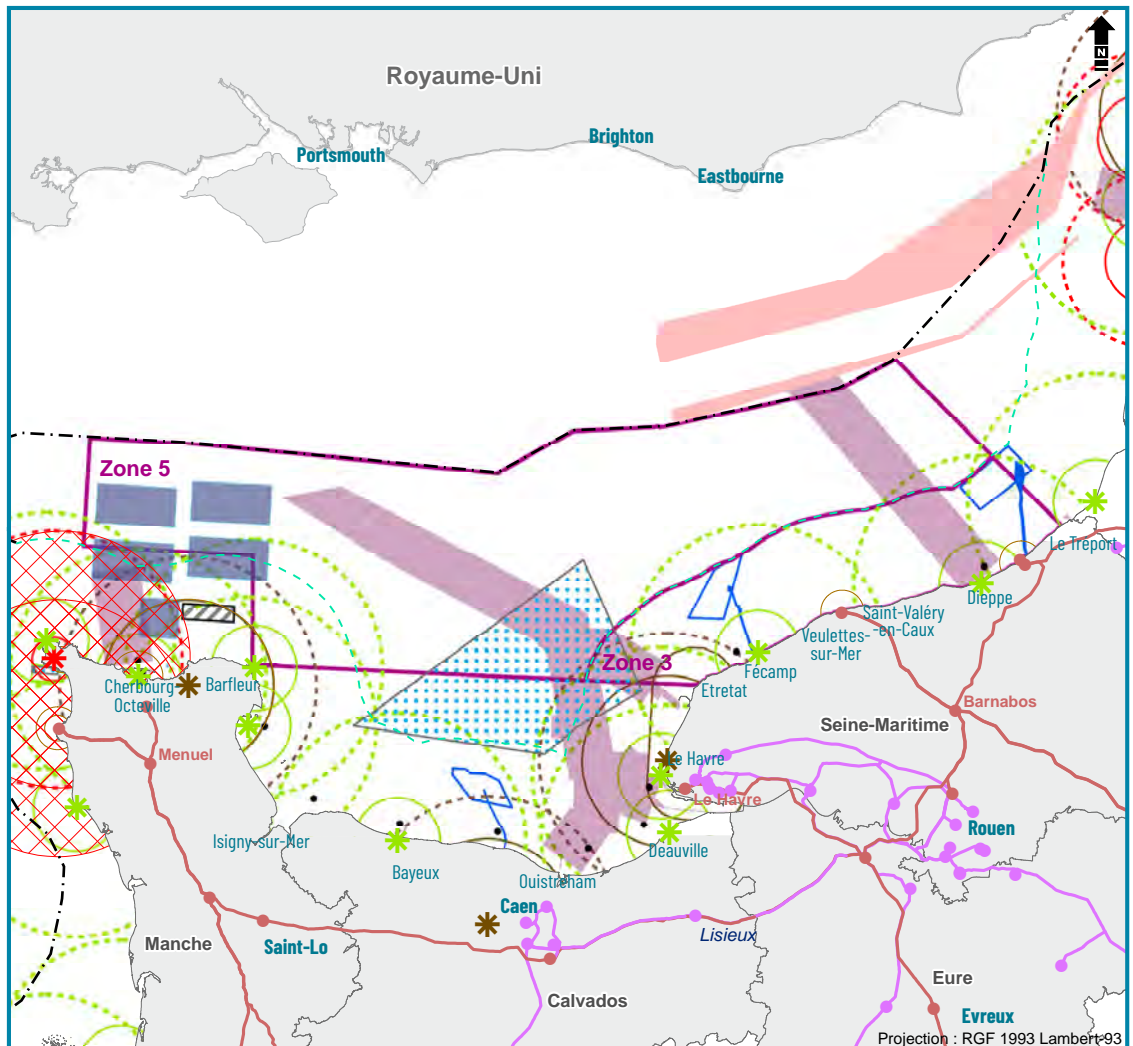 N
Royaume-Uni
Portsmouth
Brighton
Eastbourne
Zone 5
Zone 3
Le Tréport
Dieppe
Saint-Valéry
-en-Caux
Veulettes-
sur-Mer
Fécamp
Etretat
Cherbourg-
Octeville
Barfleur
Menuel
Barnabos
Seine-Maritime
Le Havre
Le Havre
Rouen
Isigny-sur-Mer
Bayeux
Ouistreham
Deauville
Caen
Lisieux
Manche
Saint-Lo
Calvados
Eure
Evreux
Projection : RGF 1993 Lambert-93